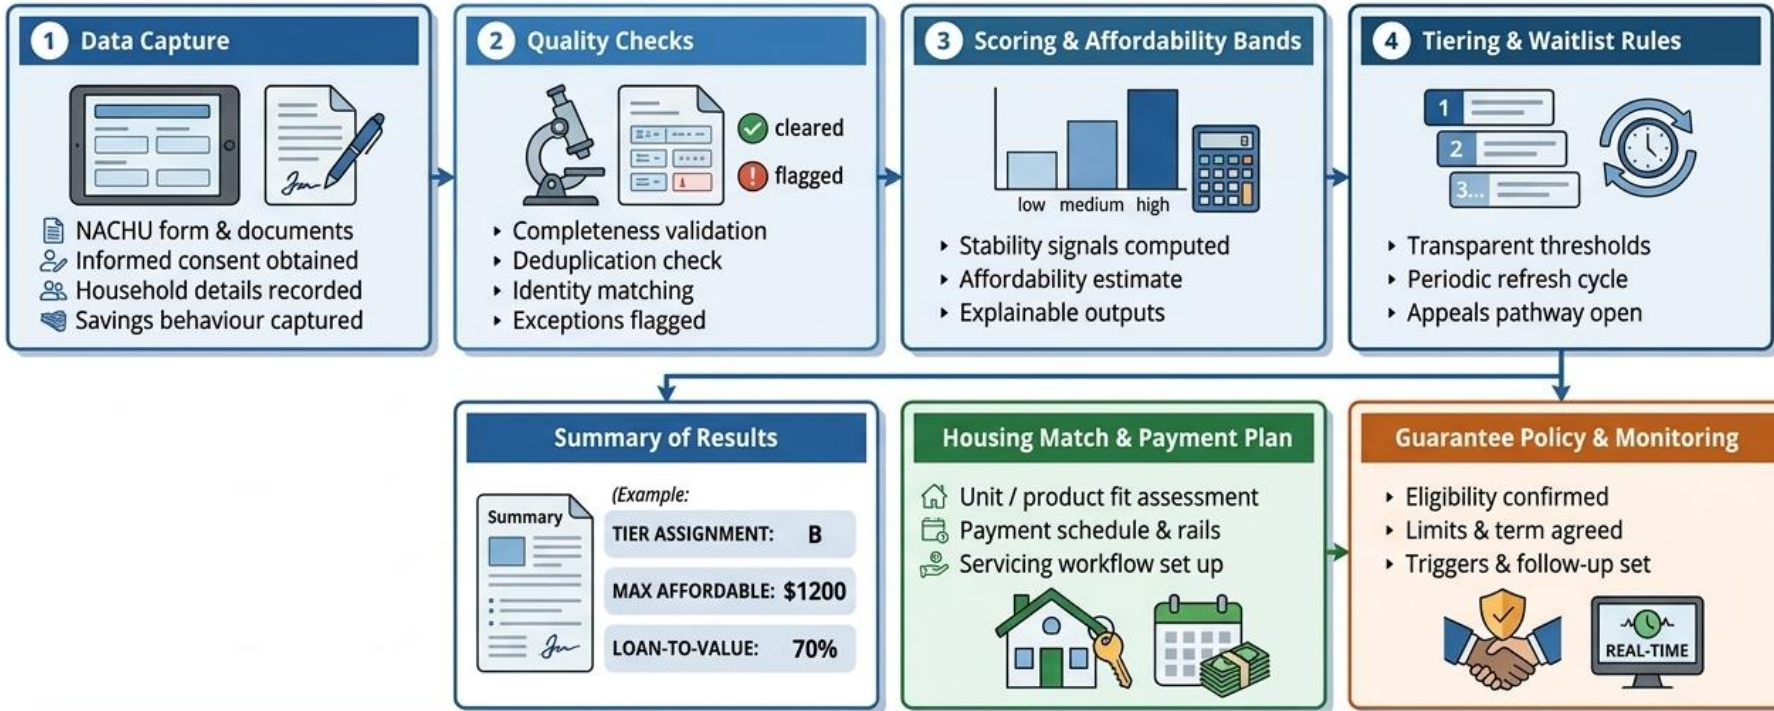 1 Data Capture
NACHU form & documents
Informed consent obtained
Household details recorded
Savings behaviour captured
2 Quality Checks
cleared
flagged
Completeness validation
Deduplication check
Identity matching
Exceptions flagged
3 Scoring & Affordability Bands
low medium high
Stability signals computed
Affordability estimate
Explainable outputs
4 Tiering & Waitlist Rules
1
2
3...
Transparent thresholds
Periodic refresh cycle
Appeals pathway open
Summary of Results
Summary
(Example:
TIER ASSIGNMENT: B
MAX AFFORDABLE: $1200
LOAN-TO-VALUE: 70%
Housing Match & Payment Plan
Unit / product fit assessment
Payment schedule & rails
Servicing workflow set up
Guarantee Policy & Monitoring
Eligibility confirmed
Limits & term agreed
Triggers & follow-up set
REAL-TIME